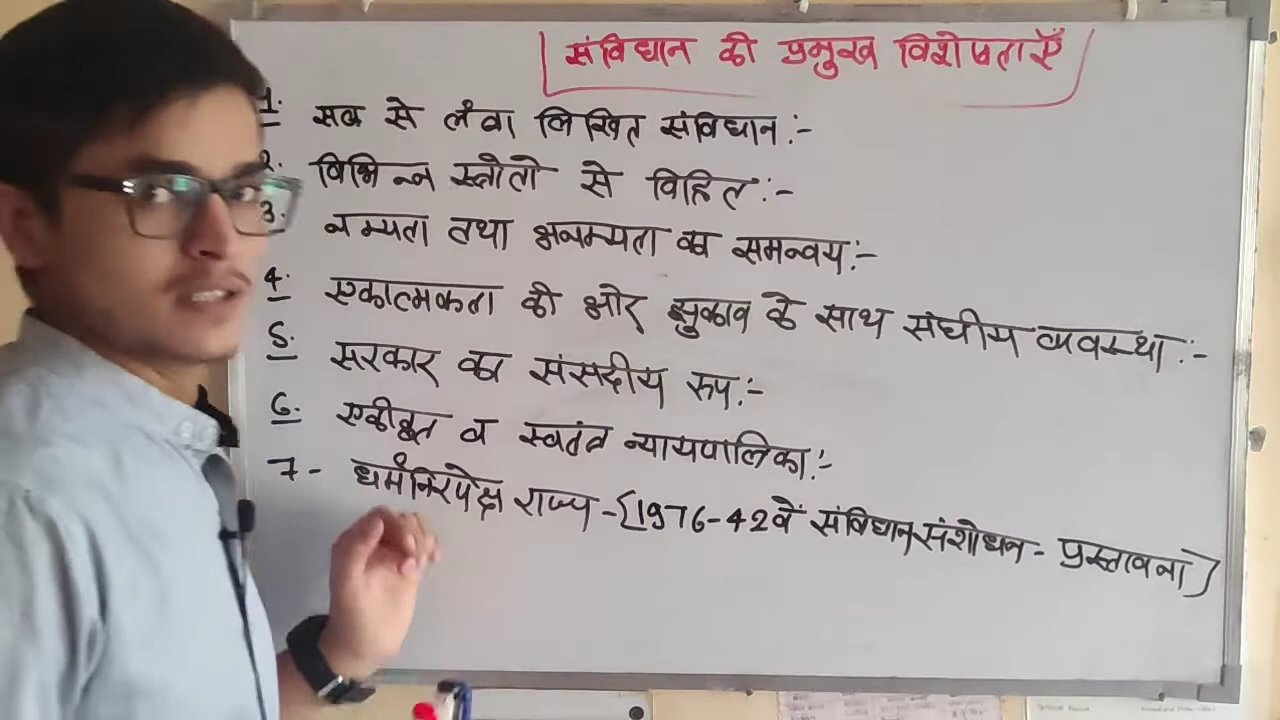 संविधान की प्रमुख विशेषताएँ
1. सब से लंबा लिखित संविधान :-
2. विभिन्न स्त्रोतो से विहित :-
3. नम्यता तथा अनम्यता का समन्वय :-
4. एकात्मकता की ओर झुकाव के साथ संघीय व्यवस्था :-
5. सरकार का संसदीय रुप :-
6. एकीकृत व स्वतंत्र न्यायपालिका :-
7- धर्मनिरपेक्ष राज्य - {1976-42वें संविधान संशोधन - प्रस्तावना}